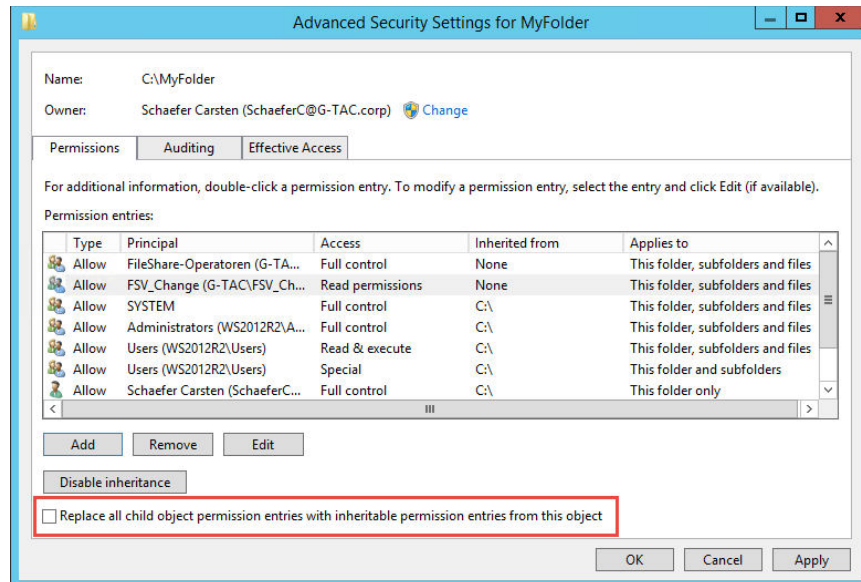 Advanced Security Settings for MyFolder
Name: C:\MyFolder
Owner: Schaefer Carsten (SchaeferC@G-TAC.corp) Change
Permissions Auditing Effective Access
For additional information, double-click a permission entry. To modify a permission entry, select the entry and click Edit (if available).
Permission entries:
Type Principal Access Inherited from Applies to
Allow FileShare-Operatoren (G-TA... Full control None This folder, subfolders and files
Allow FSV_Change (G-TAC\FSV_Ch... Read permissions None This folder, subfolders and files
Allow SYSTEM Full control C:\ This folder, subfolders and files
Allow Administrators (WS2012R2\A... Full control C:\ This folder, subfolders and files
Allow Users (WS2012R2\Users) Read & execute C:\ This folder, subfolders and files
Allow Users (WS2012R2\Users) Special C:\ This folder and subfolders
Allow Schaefer Carsten (SchaeferC... Full control C:\ This folder only
Add Remove Edit
Disable inheritance
Replace all child object permission entries with inheritable permission entries from this object
OK Cancel Apply